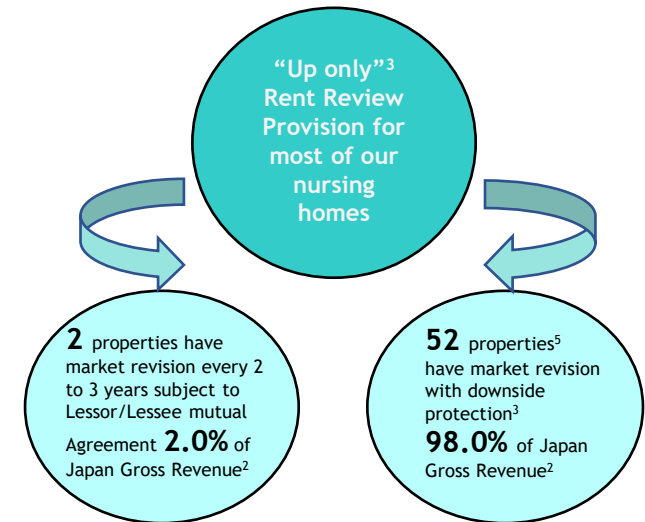 “Up only”³
Rent Review
Provision for
most of our
nursing
homes
2 properties have
market revision every 2
to 3 years subject to
Lessor/Lessee mutual
Agreement 2.0% of
Japan Gross Revenue²
52 properties⁵
have market revision
with downside
protection³
98.0% of Japan
Gross Revenue²